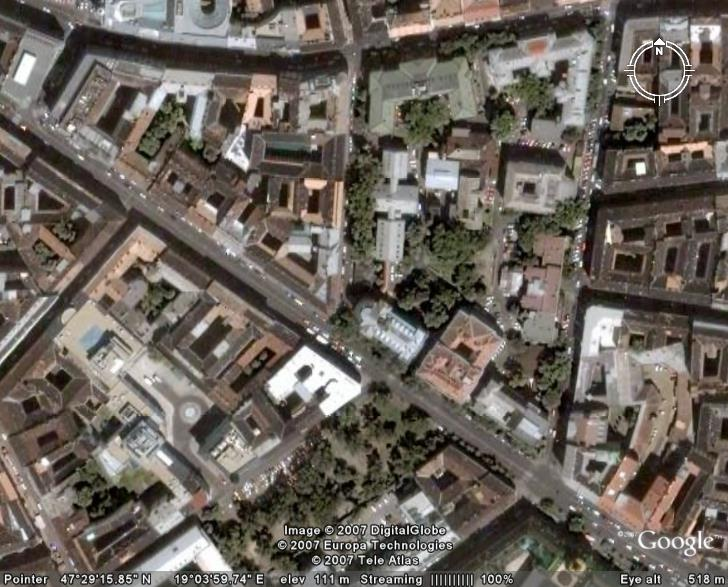 N
Image © 2007 DigitalGlobe
© 2007 Europa Technologies
© 2007 Tele Atlas
Google
Pointer 47°29'15.85" N 19°03'59.74" E elev 111 m Streaming |||||||||| 100% Eye alt 518 m